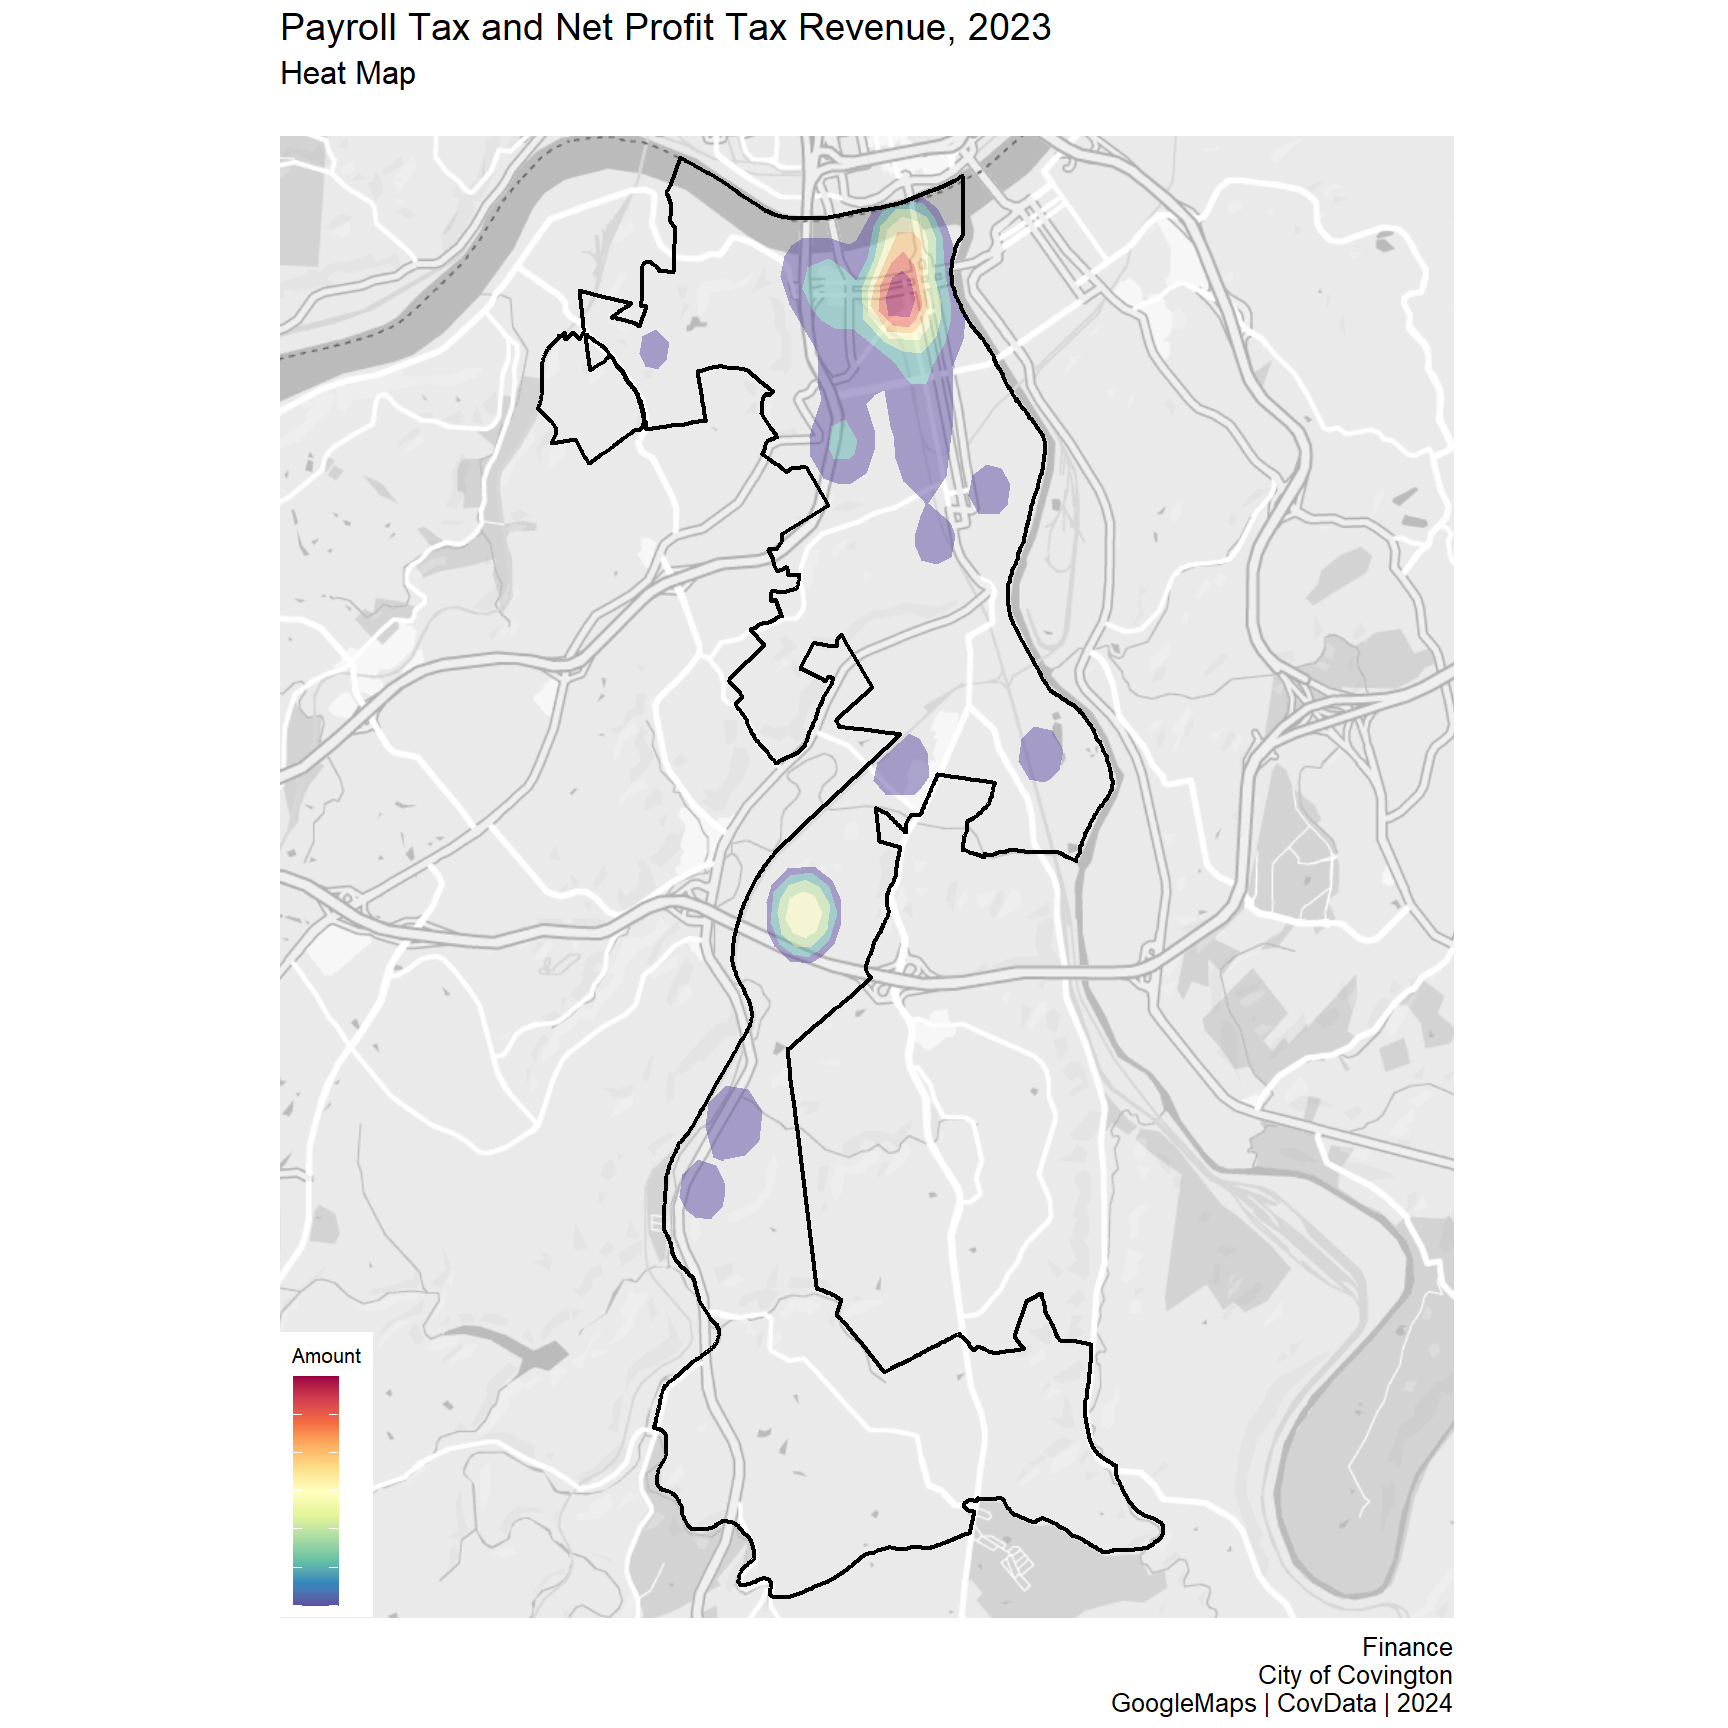 Payroll Tax and Net Profit Tax Revenue, 2023
Heat Map
Amount
Finance
City of Covington
GoogleMaps | CovData | 2024